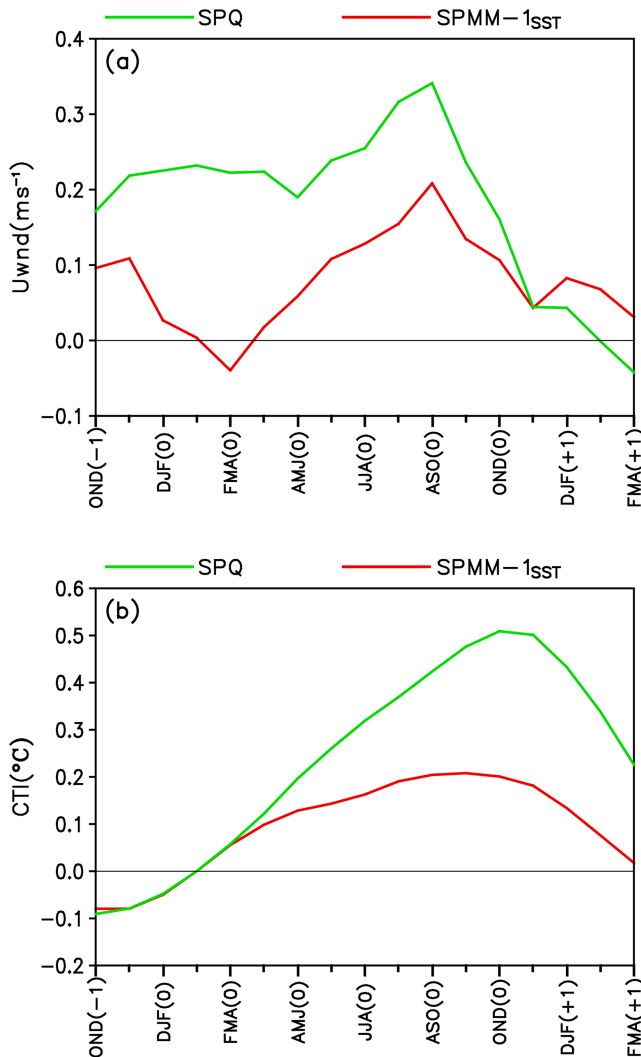 SPQ SPMM−1SST
(a)
0.4
0.3
0.2
0.1
0.0
−0.1
Uwnd(ms⁻¹)
OND(−1) DJF(0) FMA(0) AMJ(0) JJA(0) ASO(0) OND(0) DJF(+1) FMA(+1)
SPQ SPMM−1SST
(b)
0.6
0.5
0.4
0.3
0.2
0.1
0.0
−0.1
−0.2
CTI(°C)
OND(−1) DJF(0) FMA(0) AMJ(0) JJA(0) ASO(0) OND(0) DJF(+1) FMA(+1)